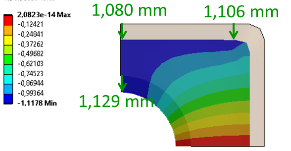 2,0823e-14 Max
-0,12421
-0,24841
-0,37262
-0,49682
-0,62103
-0,74523
-0,86944
-0,99364
-1,1178 Min
1,080 mm
1,106 mm
1,129 mm